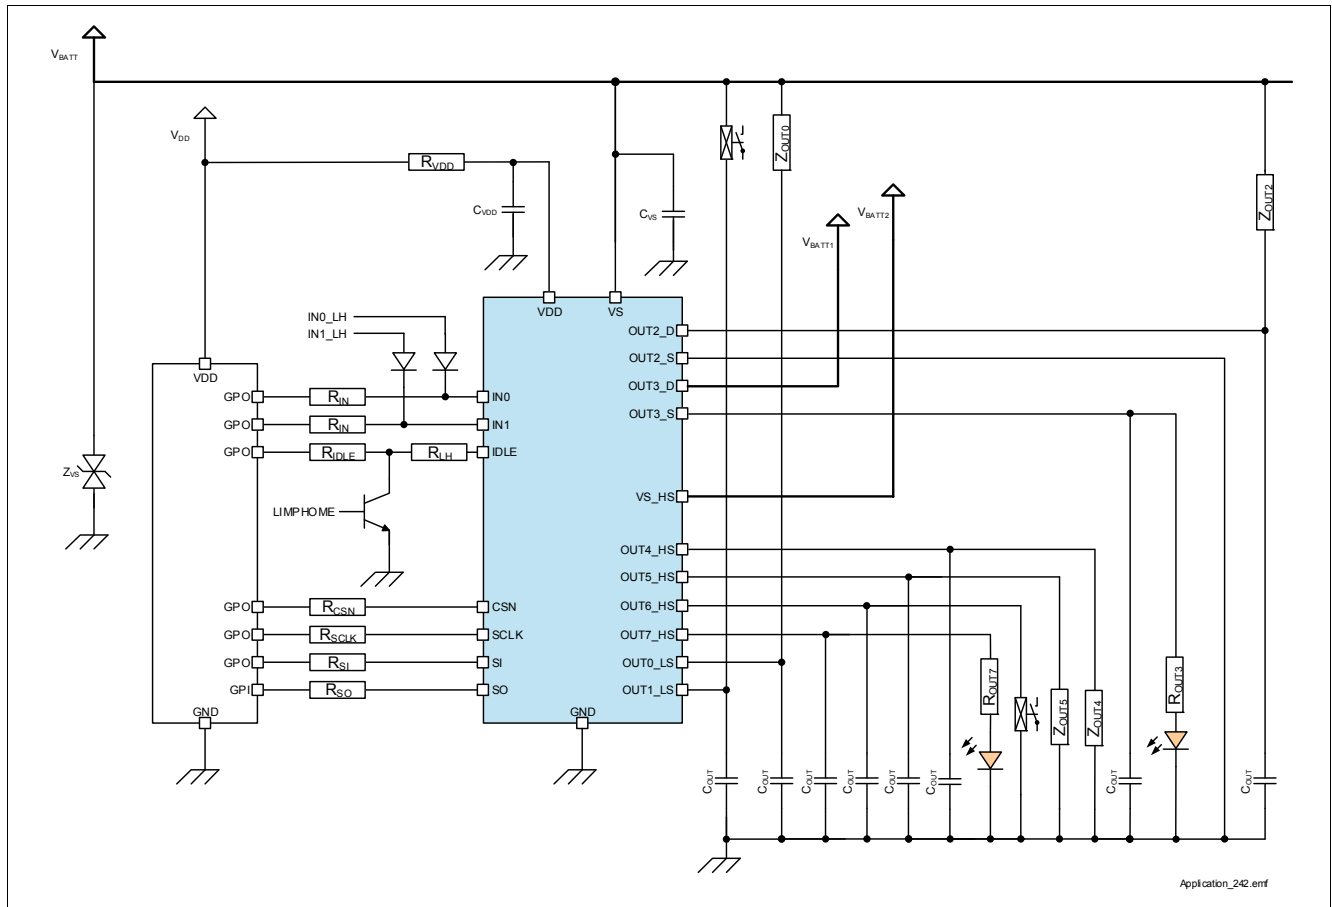 VBATT
VDD
RVDD
CVDD
CVS
ZOUT0
VBATT1
VBATT2
ZOUT2
VDD
VS
IN0_LH
IN1_LH
VDD
GPO
RIN
IN0
GPO
RIN
IN1
GPO
RIDLE
RLH
IDLE
ZVS
LIMPHOME
OUT2_D
OUT2_S
OUT3_D
OUT3_S
VS_HS
OUT4_HS
OUT5_HS
OUT6_HS
OUT7_HS
OUT0_LS
OUT1_LS
GPO
RCSN
CSN
GPO
RSCLK
SCLK
GPO
RSI
SI
GPI
RSO
SO
GND
GND
ROUT7
ZOUT5
ZOUT4
ROUT3
COUT
COUT
COUT
COUT
COUT
COUT
COUT
COUT
Application_242.emf